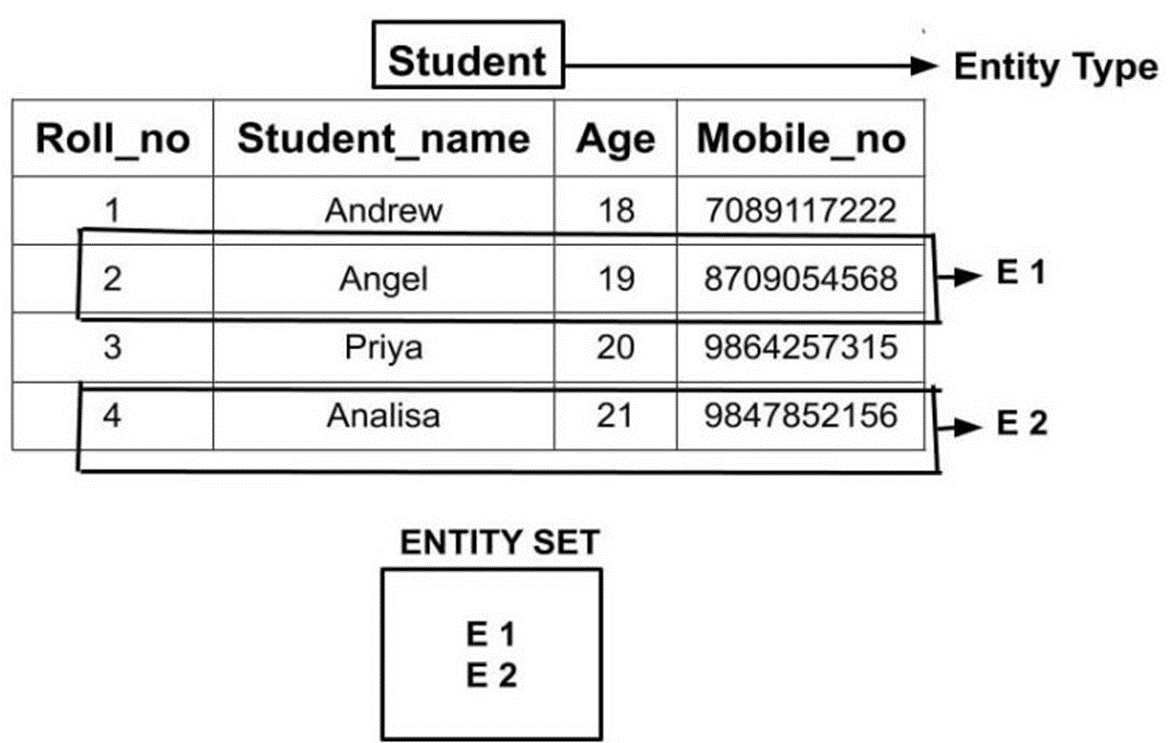 Student Entity Type
Roll_no Student_name Age Mobile_no
1 Andrew 18 7089117222
2 Angel 19 8709054568 E 1
3 Priya 20 9864257315
4 Analisa 21 9847852156 E 2
ENTITY SET
E 1
E 2